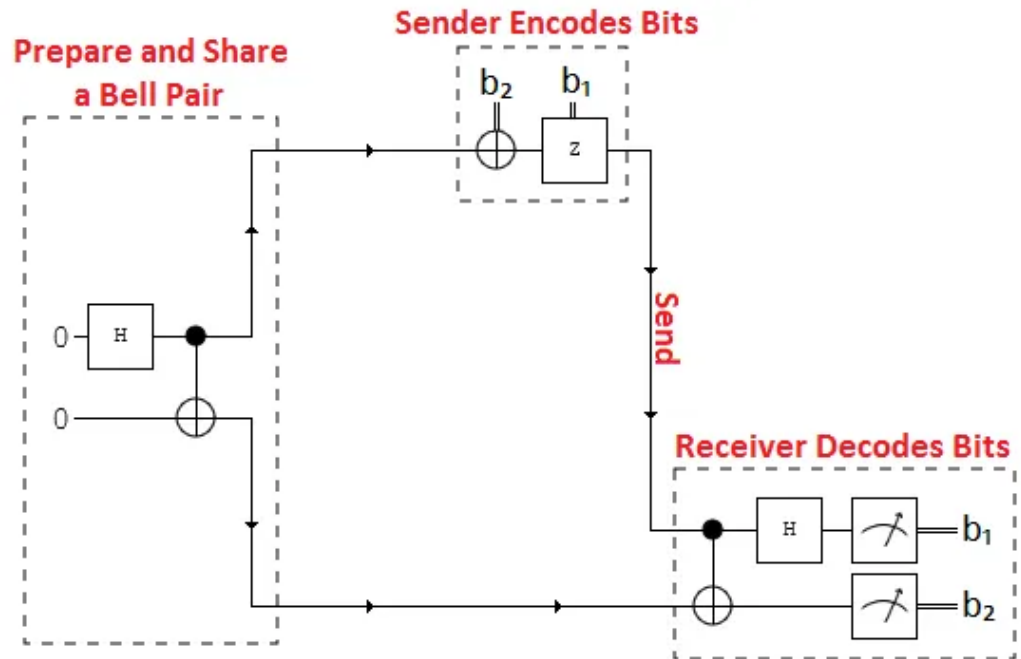 Sender Encodes Bits
Prepare and Share
a Bell Pair
b₂ b₁
Z
Send
0 H
0
Receiver Decodes Bits
H b₁
b₂